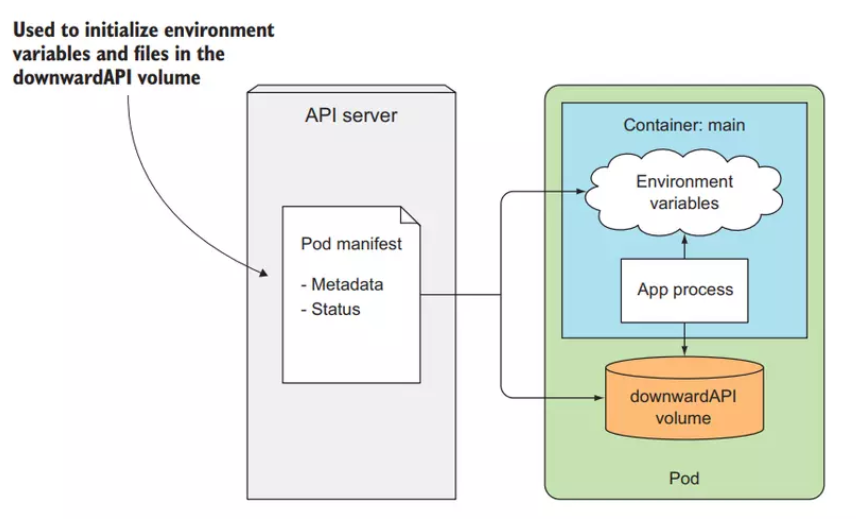 Used to initialize environment
variables and files in the
downwardAPI volume
API server
Pod manifest
- Metadata
- Status
Container: main
Environment
variables
App process
downwardAPI
volume
Pod